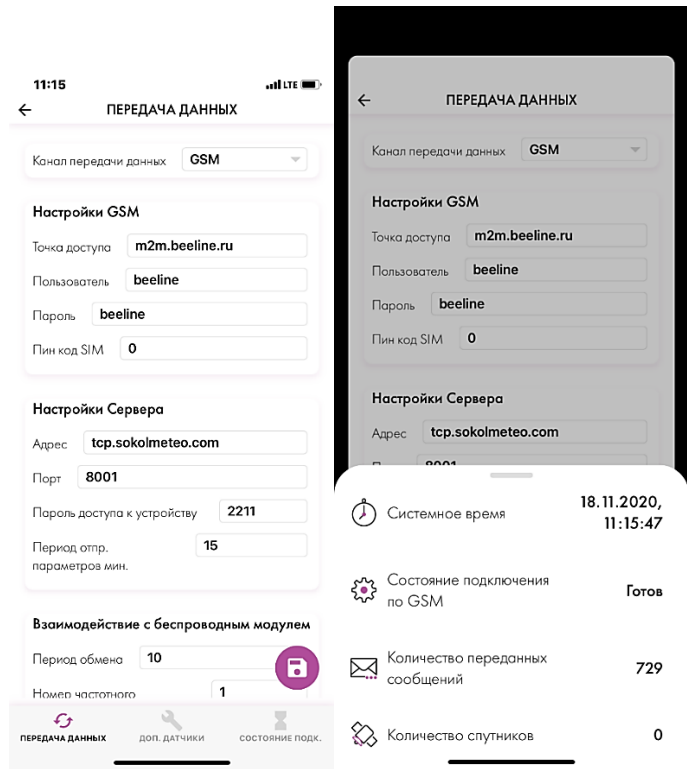 11:15
LTE
ПЕРЕДАЧА ДАННЫХ
Канал передачи данных GSM
Настройки GSM
Точка доступа m2m.beeline.ru
Пользователь beeline
Пароль beeline
Пин код SIM 0
Настройки Сервера
Адрес tcp.sokolmeteo.com
Порт 8001
Пароль доступа к устройству 2211
Период отпр. 15
параметров мин.
Взаимодействие с беспроводным модулем
Период обмена 10
Номер частотного 1
ПЕРЕДАЧА ДАННЫХ ДОП. ДАТЧИКИ СОСТОЯНИЕ ПОДК.
ПЕРЕДАЧА ДАННЫХ
Канал передачи данных GSM
Настройки GSM
Точка доступа m2m.beeline.ru
Пользователь beeline
Пароль beeline
Пин код SIM 0
Настройки Сервера
Адрес tcp.sokolmeteo.com
8001
Системное время 18.11.2020,
11:15:47
Состояние подключения
по GSM Готов
Количество переданных
сообщений 729
Количество спутников 0